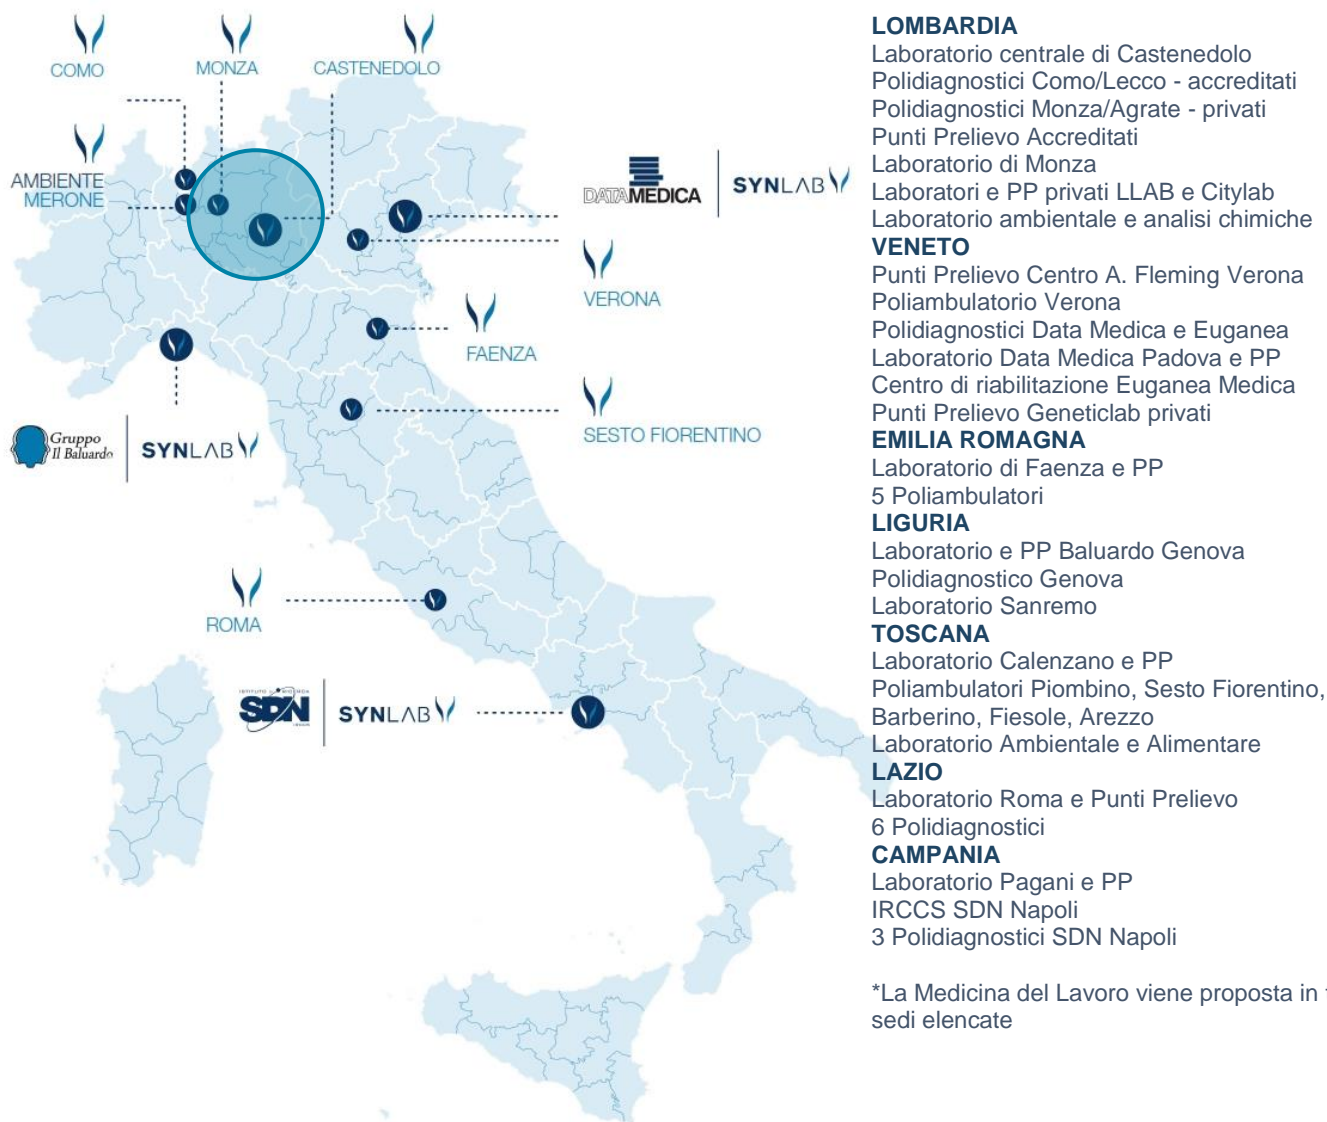 COMO
MONZA
CASTENEDOLO
AMBIENTE
MERONE
DATAMEDICA
SYNLAB
VERONA
FAENZA
SESTO FIORENTINO
Gruppo
Il Baluardo
SYNLAB
ROMA
SDN
SYNLAB
LOMBARDIA
Laboratorio centrale di Castenedolo
Polidiagnostici Como/Lecco - accreditati
Polidiagnostici Monza/Agrate - privati
Punti Prelievo Accreditati
Laboratorio di Monza
Laboratori e PP privati LLAB e Citylab
Laboratorio ambientale e analisi chimiche
VENETO
Punti Prelievo Centro A. Fleming Verona
Poliambulatorio Verona
Polidiagnostici Data Medica e Euganea
Laboratorio Data Medica Padova e PP
Centro di riabilitazione Euganea Medica
Punti Prelievo Geneticlab privati
EMILIA ROMAGNA
Laboratorio di Faenza e PP
5 Poliambulatori
LIGURIA
Laboratorio e PP Baluardo Genova
Polidiagnostico Genova
Laboratorio Sanremo
TOSCANA
Laboratorio Calenzano e PP
Poliambulatori Piombino, Sesto Fiorentino,
Barberino, Fiesole, Arezzo
Laboratorio Ambientale e Alimentare
LAZIO
Laboratorio Roma e Punti Prelievo
6 Polidiagnostici
CAMPANIA
Laboratorio Pagani e PP
IRCCS SDN Napoli
3 Polidiagnostici SDN Napoli
*La Medicina del Lavoro viene proposta in
sedi elencate